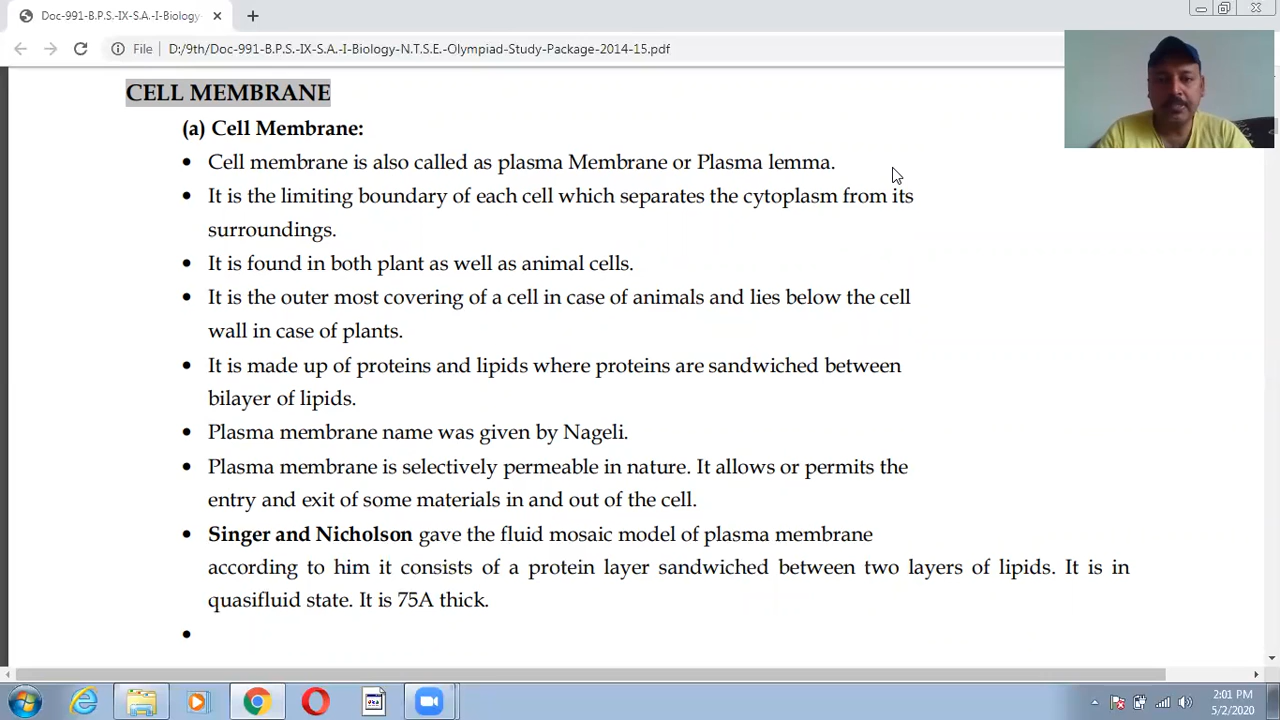 Doc-991-B.P.S.-IX-S.A.-I-Biology-
File D:/9th/Doc-991-B.P.S.-IX-S.A.-I-Biology-N.T.S.E.-Olympiad-Study-Package-2014-15.pdf
CELL MEMBRANE
(a) Cell Membrane:
• Cell membrane is also called as plasma Membrane or Plasma lemma.
• It is the limiting boundary of each cell which separates the cytoplasm from its
surroundings.
• It is found in both plant as well as animal cells.
• It is the outer most covering of a cell in case of animals and lies below the cell
wall in case of plants.
• It is made up of proteins and lipids where proteins are sandwiched between
bilayer of lipids.
• Plasma membrane name was given by Nageli.
• Plasma membrane is selectively permeable in nature. It allows or permits the
entry and exit of some materials in and out of the cell.
• Singer and Nicholson gave the fluid mosaic model of plasma membrane
according to him it consists of a protein layer sandwiched between two layers of lipids. It is in
quasifluid state. It is 75A thick.
•
2:01 PM
5/2/2020